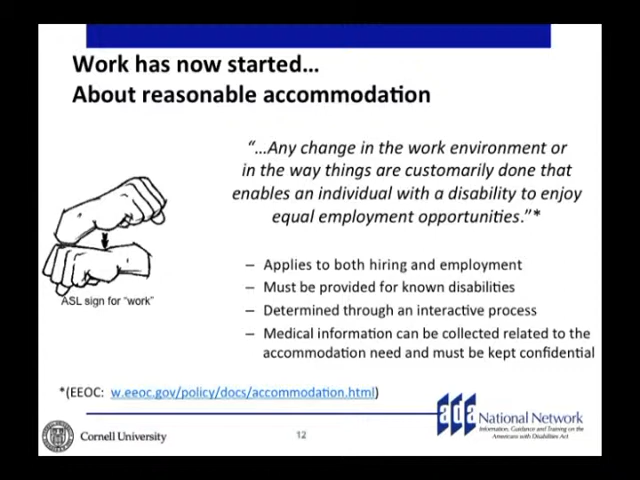 Work has now started...
About reasonable accommodation
“...Any change in the work environment or
in the way things are customarily done that
enables an individual with a disability to enjoy
equal employment opportunities.”*
– Applies to both hiring and employment
– Must be provided for known disabilities
– Determined through an interactive process
– Medical information can be collected related to the
accommodation need and must be kept confidential
ASL sign for “work”
*(EEOC: w.eeoc.gov/policy/docs/accommodation.html)
Cornell University
12
ada National Network
Information, Guidance and Training on the
Americans with Disabilities Act